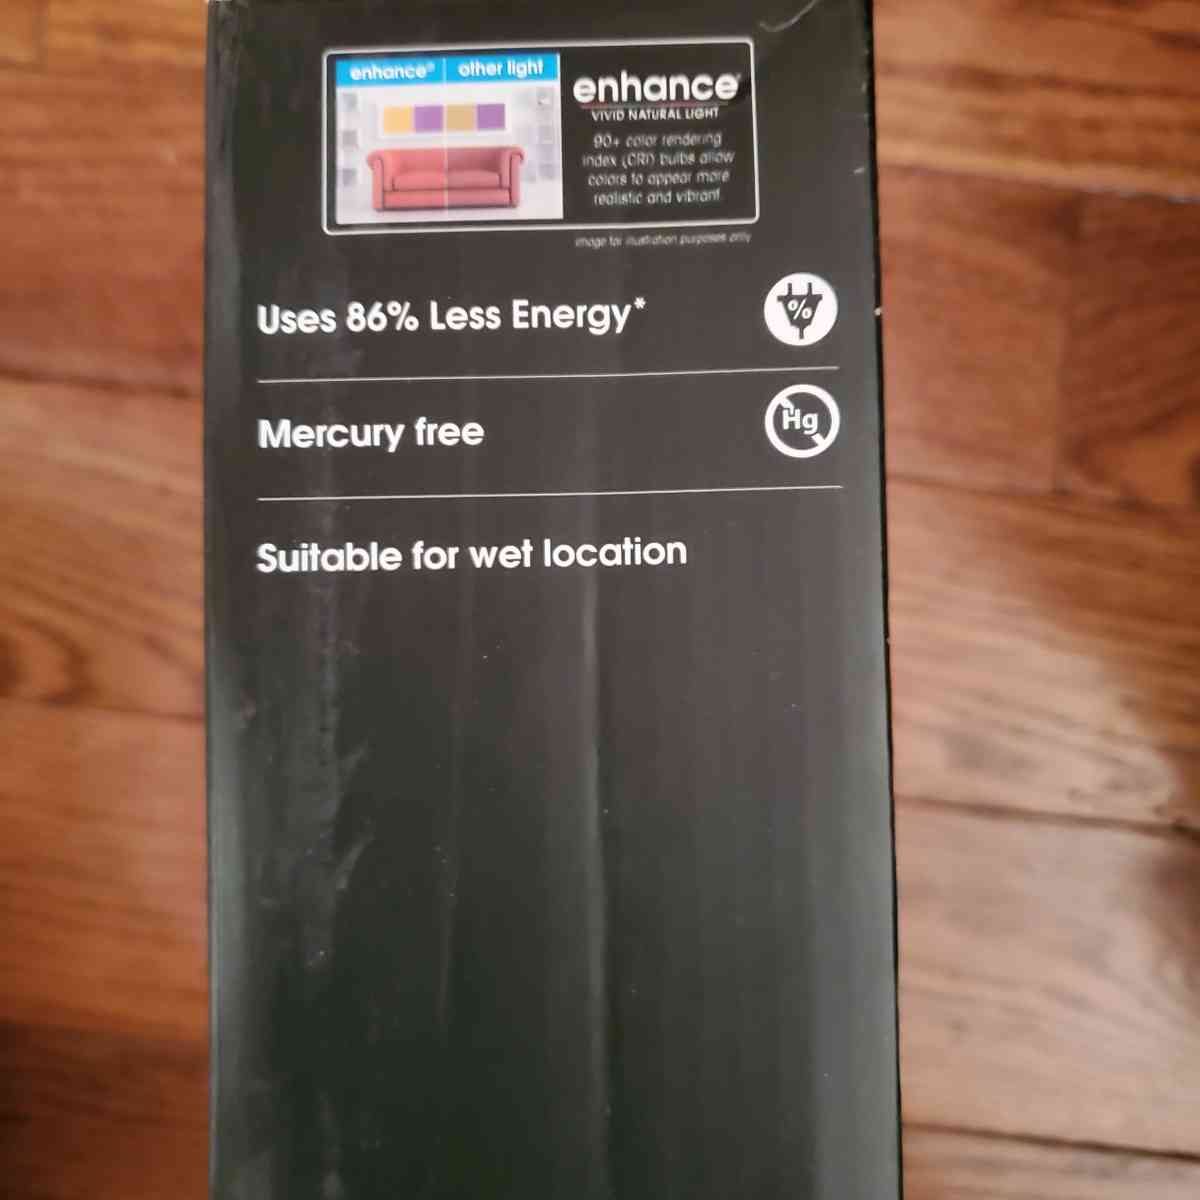 enhance® other light
enhance®
VIVID NATURAL LIGHT
90+ color rendering
index (CRI) bulbs allow
colors to appear more
realistic and vibrant
image for illustration purposes only
Uses 86% Less Energy*
%
Mercury free
Hg
Suitable for wet location